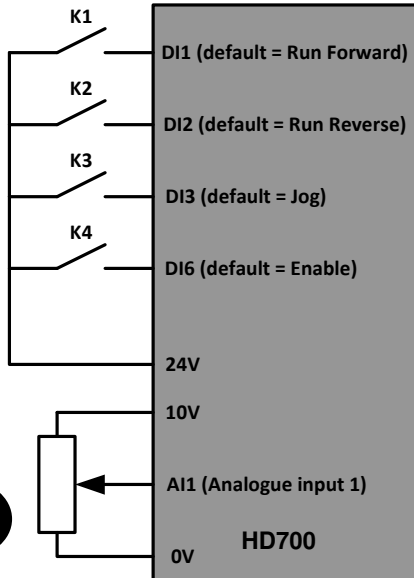 K1
DI1 (default = Run Forward)
K2
DI2 (default = Run Reverse)
K3
DI3 (default = Jog)
K4
DI6 (default = Enable)
24V
10V
AI1 (Analogue input 1)
HD700
0V